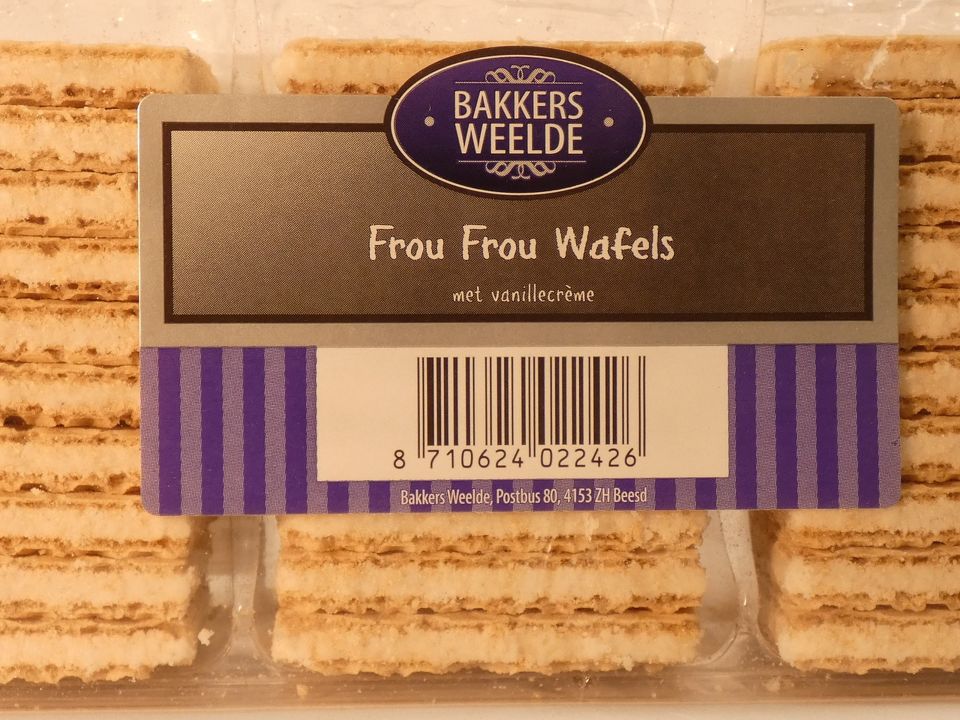 BAKKERS
WEELDE
Frou Frou Wafels
met vanillecrème
8 710624 022426
Bakkers Weelde, Postbus 80, 4153 ZH Beesd